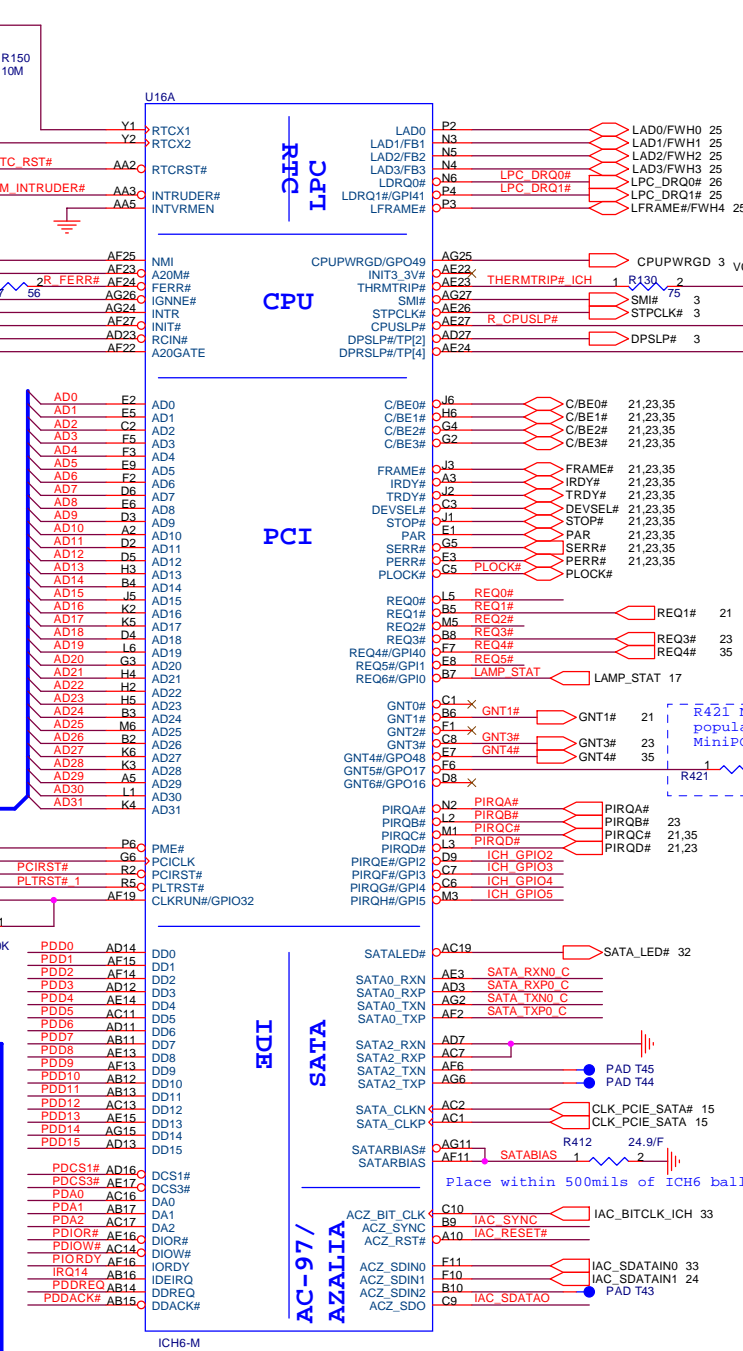 R150
10M
U16A
RTC
LPC
Y1 RTCX1
Y2 RTCX2
TC_RST# AA2 RTCRST#
M_INTRUDER# AA3 INTRUDER#
AA5 INTVRMEN
LAD0 P2 LAD0/FWH0 25
LAD1/FB1 N3 LAD1/FWH1 25
LAD2/FB2 N5 LAD2/FWH2 25
LAD3/FB3 N4 LAD3/FWH3 25
LDRQ0# N6 LPC_DRQ0# LPC_DRQ0# 26
LDRQ1#/GPI41 P4 LPC_DRQ1# LPC_DRQ1# 25
LFRAME# P3 LFRAME#/FWH4 25
CPU
AF25 NMI
AF23 A20M#
2 R_FERR# AF24 FERR#
56
AG26 IGNNE#
AG24 INTR
AF27 INIT#
AD23 RCIN#
AF22 A20GATE
CPUPWRGD/GPO49 AG25 CPUPWRGD 3
INIT3_3V# AE22
THRMTRIP# AE23 THERMTRIP#_ICH 1 R130 2
75
SMI# AG27 SMI# 3
STPCLK# AE26 STPCLK# 3
CPUSLP# AE27 R_CPUSLP#
DPSLP#/TP[2] AD27 DPSLP# 3
DPRSLP#/TP[4] AE24
PCI
AD0 E2 AD0
AD1 E5 AD1
AD2 C2 AD2
AD3 F5 AD3
AD4 F3 AD4
AD5 E9 AD5
AD6 F2 AD6
AD7 D6 AD7
AD8 E6 AD8
AD9 D3 AD9
AD10 A2 AD10
AD11 D2 AD11
AD12 D5 AD12
AD13 H3 AD13
AD14 B4 AD14
AD15 J5 AD15
AD16 K2 AD16
AD17 K5 AD17
AD18 D4 AD18
AD19 L6 AD19
AD20 G3 AD20
AD21 H4 AD21
AD22 H2 AD22
AD23 H5 AD23
AD24 B3 AD24
AD25 M6 AD25
AD26 B2 AD26
AD27 K6 AD27
AD28 K3 AD28
AD29 A5 AD29
AD30 L1 AD30
AD31 K4 AD31
C/BE0# J6 C/BE0# 21,23,35
C/BE1# H6 C/BE1# 21,23,35
C/BE2# G4 C/BE2# 21,23,35
C/BE3# G2 C/BE3# 21,23,35
FRAME# J3 FRAME# 21,23,35
IRDY# A3 IRDY# 21,23,35
TRDY# J2 TRDY# 21,23,35
DEVSEL# C3 DEVSEL# 21,23,35
STOP# J1 STOP# 21,23,35
PAR E1 PAR 21,23,35
SERR# G5 SERR# 21,23,35
PERR# E3 PERR# 21,23,35
PLOCK# C5 PLOCK# PLOCK#
REQ0# L5 REQ0#
REQ1# B5 REQ1# REQ1# 21
REQ2# M5 REQ2#
REQ3# B8 REQ3# REQ3# 23
REQ4#/GPI40 F7 REQ4# REQ4# 35
REQ5#/GPI1 E8 REQ5#
REQ6#/GPI0 B7 LAMP_STAT LAMP_STAT 17
GNT0# C1
GNT1# B6 GNT1# GNT1# 21
GNT2# F1
GNT3# C8 GNT3# GNT3# 23
GNT4#/GPO48 E7 GNT4# GNT4# 35
GNT5#/GPO17 F6
GNT6#/GPO16 D8
MiniPC
1
R421
PIRQA# N2 PIRQA# PIRQA#
PIRQB# L2 PIRQB# PIRQB# 23
PIRQC# M1 PIRQC# PIRQC# 21,35
PIRQD# L3 PIRQD# PIRQD# 21,23
PIRQE#/GPI2 D9 ICH_GPIO2
PIRQF#/GPI3 C7 ICH_GPIO3
PIRQG#/GPI4 C6 ICH_GPIO4
PIRQH#/GPI5 M3 ICH_GPIO5
P6 PME#
G6 PCICLK
PCIRST# R2 PCIRST#
PLTRST#_1 R5 PLTRST#
AF19 CLKRUN#/GPIO32
IDE
SATA
PDD0 AD14 DD0
PDD1 AF15 DD1
PDD2 AF14 DD2
PDD3 AD12 DD3
PDD4 AE14 DD4
PDD5 AC11 DD5
PDD6 AD11 DD6
PDD7 AB11 DD7
PDD8 AE13 DD8
PDD9 AF13 DD9
PDD10 AB12 DD10
PDD11 AB13 DD11
PDD12 AC13 DD12
PDD13 AE15 DD13
PDD14 AG15 DD14
PDD15 AD13 DD15
PDCS1# AD16 DCS1#
PDCS3# AE17 DCS3#
PDA0 AC16 DA0
PDA1 AB17 DA1
PDA2 AC17 DA2
PDIOR# AE16 DIOR#
PDIOW# AC14 DIOW#
PIORDY AF16 IORDY
IRQ14 AB16 IDEIRQ
PDDREQ AB14 DDREQ
PDDACK# AB15 DDACK#
SATALED# AC19 SATA_LED# 32
SATA0_RXN AE3 SATA_RXN0_C
SATA0_RXP AD3 SATA_RXP0_C
SATA0_TXN AG2 SATA_TXN0_C
SATA0_TXP AF2 SATA_TXP0_C
SATA2_RXN AD7
SATA2_RXP AC7
SATA2_TXN AF6 PAD T45
SATA2_TXP AG6 PAD T44
SATA_CLKN AC2 CLK_PCIE_SATA# 15
SATA_CLKP AC1 CLK_PCIE_SATA 15
SATARBIAS# AG11 R412 24.9/F
SATARBIAS AF11 SATABIAS 1 2
Place within 500mils of ICH6 ball
AC-97/
AZALIA
ACZ_BIT_CLK C10 IAC_BITCLK_ICH 33
ACZ_SYNC B9 IAC_SYNC
ACZ_RST# A10 IAC_RESET#
ACZ_SDIN0 F11 IAC_SDATAIN0 33
ACZ_SDIN1 F10 IAC_SDATAIN1 24
ACZ_SDIN2 B10 PAD T43
ACZ_SDO C9 IAC_SDATAO
ICH6-M